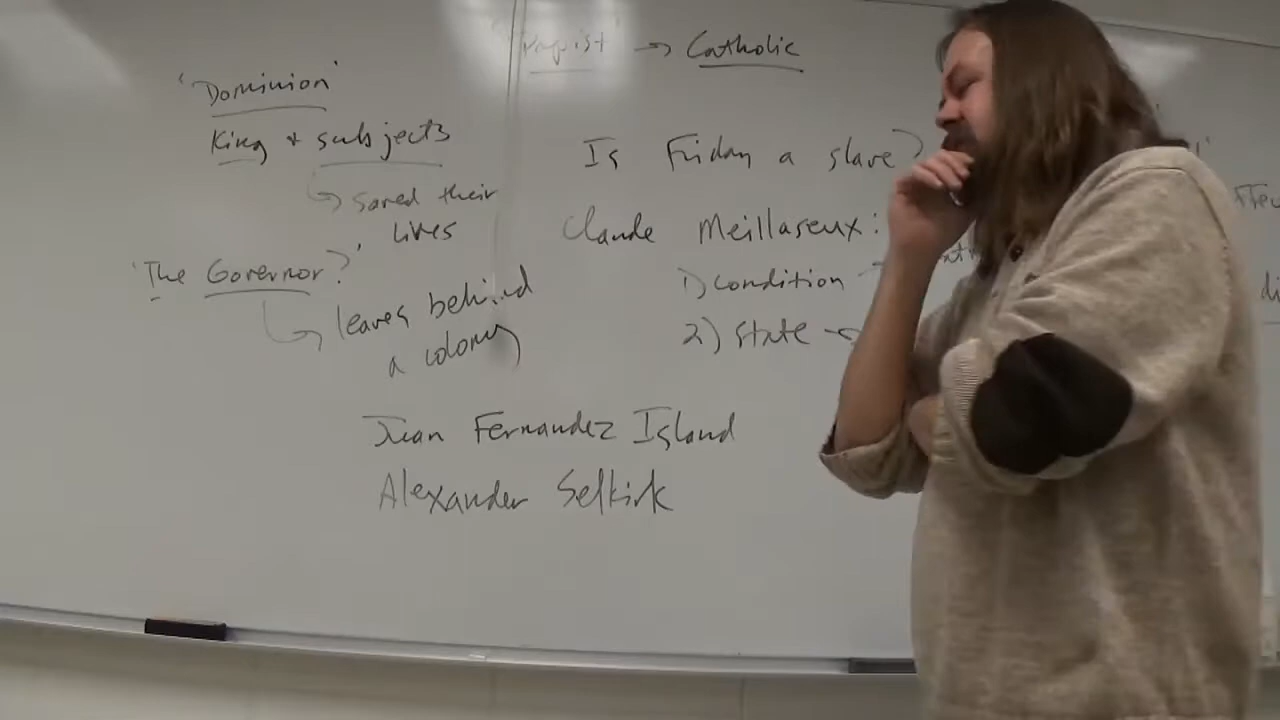 'Dominion'
King + subjects
saved their
lives
'The Governor?'
leaves behind
a colony
'Papist' → Catholic
Is Friday a slave?
Claude Meillaseux:
1) condition →
2) state →
Juan Fernandez Island
Alexander Selkirk